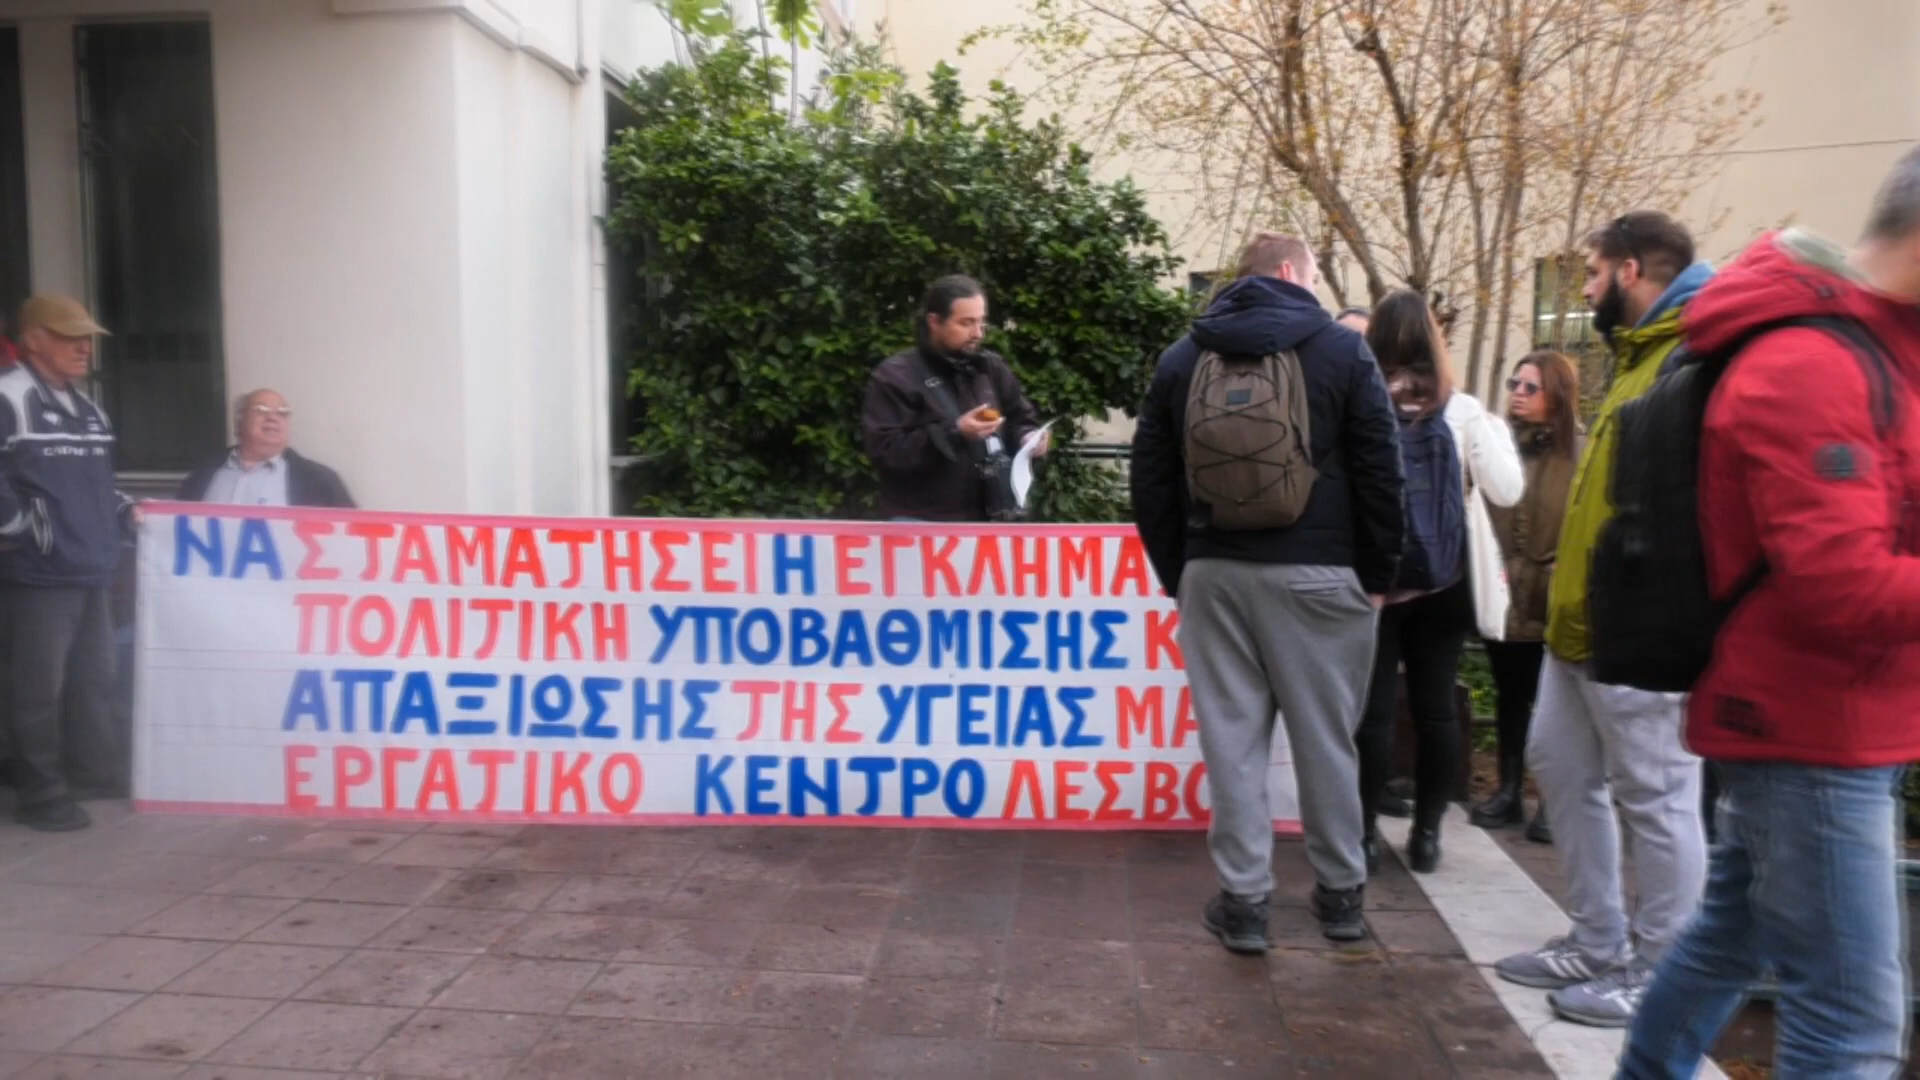 ΝΑ ΣΤΑΜΑΤΗΣΕΙ Η ΕΓΚΛΗΜΑ
ΠΟΛΙΤΙΚΗ ΥΠΟΒΑΘΜΙΣΗΣ Κ
ΑΠΑΞΙΩΣΗΣ ΤΗΣ ΥΓΕΙΑΣ ΜΑ
ΕΡΓΑΤΙΚΟ ΚΕΝΤΡΟ ΛΕΣΒΟ